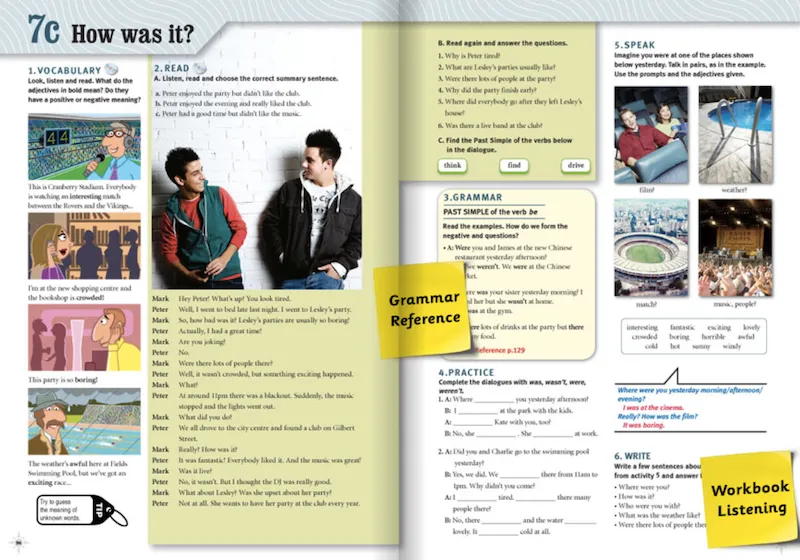 7c How was it?
1. VOCABULARY
Look, listen and read. What do the
adjectives in bold mean? Do they
have a positive or negative meaning?
44
This is Cranberry Stadium. Everybody
is watching an interesting match
between the Rovers and the Vikings...
I'm at the new shopping centre and
the bookshop is crowded!
This party is so boring!
The weather's awful here at Fields
Swimming Pool, but we've got an
exciting race...
Try to guess
the meaning of
unknown words.
TIP
2. READ
A. Listen, read and choose the correct summary sentence.
a. Peter enjoyed the party but didn't like the club.
b. Peter enjoyed the evening and really liked the club.
c. Peter had a good time but didn't like the music.
Mark Hey Peter! What's up? You look tired.
Peter Well, I went to bed late last night. I went to Lesley's party.
Mark So, how bad was it? Lesley's parties are usually so boring!
Peter Actually, I had a great time!
Mark Are you joking!
Peter No.
Mark Were there lots of people there?
Peter Well, it wasn't crowded, but something exciting happened.
Mark What?
Peter At around 11pm there was a blackout. Suddenly, the music
stopped and the lights went out.
Mark What did you do?
Peter We all drove to the city centre and found a club on Gilbert
Street.
Mark Really? How was it?
Peter It was fantastic! Everybody liked it. And the music was great!
Mark Was it live?
Peter No, it wasn't. But I thought the DJ was really good.
Mark What about Lesley? Was she upset about her party?
Peter Not at all. She wants to have her party at the club every year.
B. Read again and answer the questions.
1. Why is Peter tired?
2. What are Lesley's parties usually like?
3. Were there lots of people at the party?
4. Why did the party finish early?
5. Where did everybody go after they left Lesley's
house?
6. Was there a live band at the club?
C. Find the Past Simple of the verbs below
in the dialogue.
think find drive
3. GRAMMAR
PAST SIMPLE of the verb be
Read the examples. How do we form the
negative and questions?
• A: Were you and James at the new Chinese
restaurant yesterday afternoon?
we weren't. We were at the Chinese
ket.
ere was your sister yesterday morning? I
d her but she wasn't at home.
was at the gym.
ere lots of drinks at the party but there
y food.
Reference p.129
Grammar
Reference
4. PRACTICE
Complete the dialogues with was, wasn't, were,
weren't.
1. A: Where ________ you yesterday afternoon?
B: I ________ at the park with the kids.
A: ________ Kate with you, too?
B: No, she ________. She ________ at work.
2. A: Did you and Charlie go to the swimming pool
yesterday?
B: Yes, we did. We ________ there from 11am to
1pm. Why didn't you come?
A: I ________ tired. ________ there many
people there?
B: No, there ________ and the water ________
lovely. It ________ cold at all.
5. SPEAK
Imagine you were at one of the places shown
below yesterday. Talk in pairs, as in the example.
Use the prompts and the adjectives given.
film? weather?
match? music, people?
interesting fantastic exciting lovely
crowded boring horrible awful
cold hot sunny windy
Where were you yesterday morning/afternoon/
evening?
I was at the cinema.
Really? How was the film?
It was boring.
6. WRITE
Write a few sentences abou
from activity 5 and answer
• Where were you?
• How was it?
• Who were you with?
• What was the weather like?
• Were there lots of people ther
Workbook
Listening